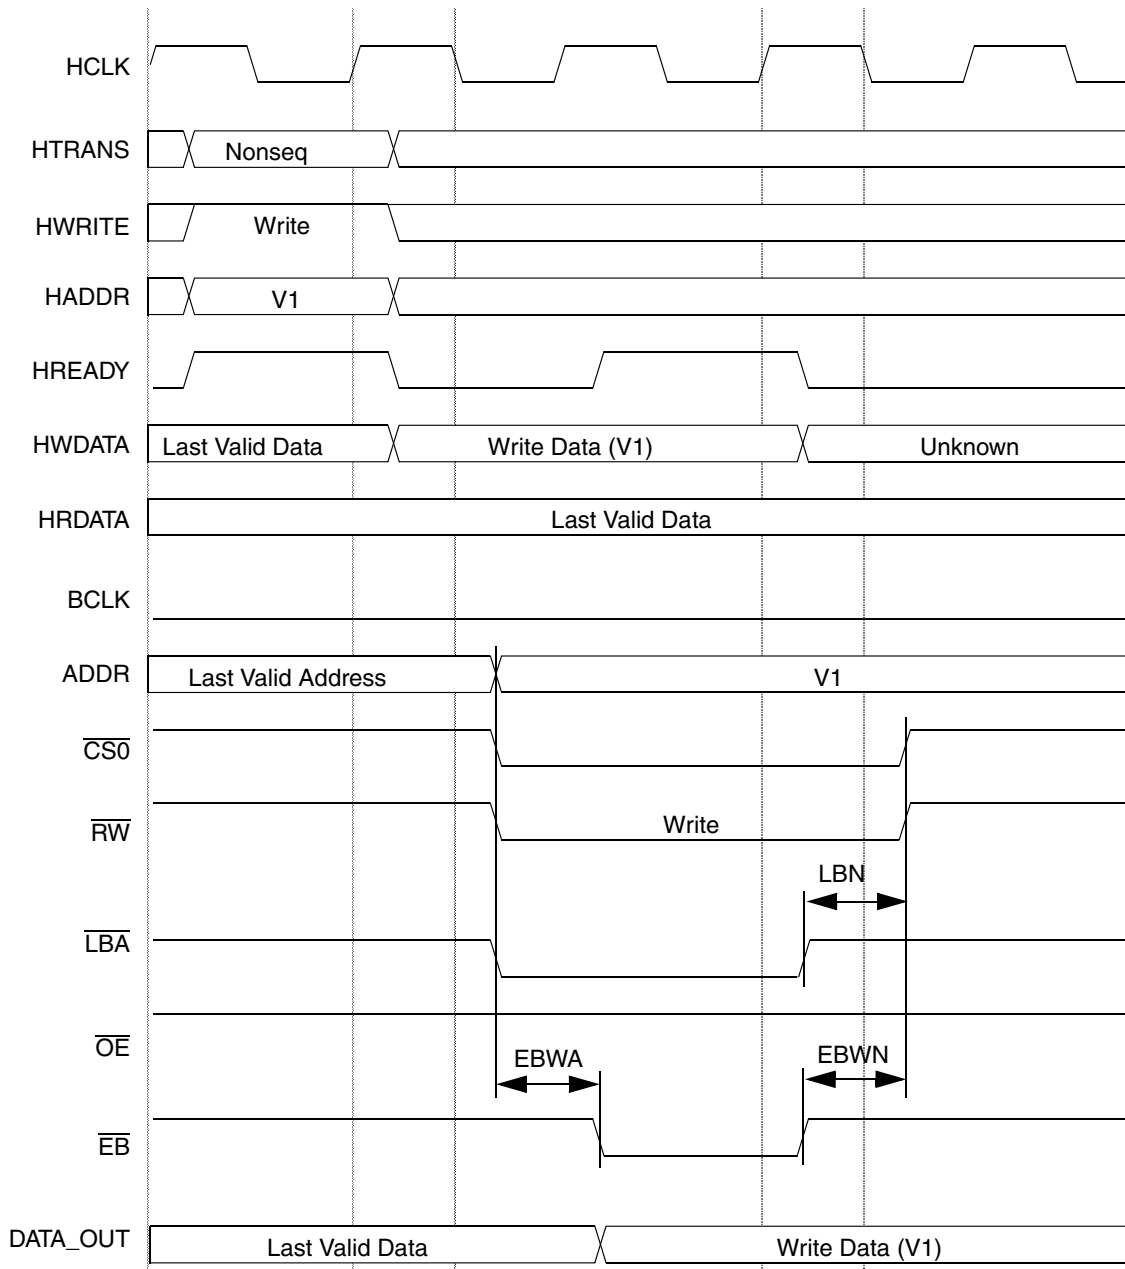 HCLK
HTRANS Nonseq
HWRITE Write
HADDR V1
HREADY
HWDATA Last Valid Data Write Data (V1) Unknown
HRDATA Last Valid Data
BCLK
ADDR Last Valid Address V1
CS0
RW Write
LBN
LBA
OE
EBWA EBWN
EB
DATA_OUT Last Valid Data Write Data (V1)